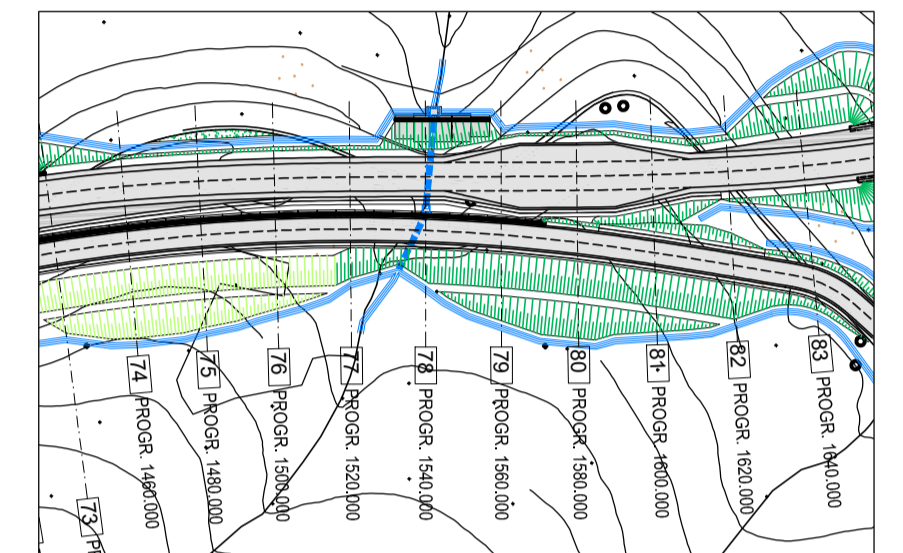 73 P
74 PROGR. 1460.000
75 PROGR. 1480.000
76 PROGR. 1500.000
77 PROGR. 1520.000
78 PROGR. 1540.000
79 PROGR. 1560.000
80 PROGR. 1580.000
81 PROGR. 1600.000
82 PROGR. 1620.000
83 PROGR. 1640.000